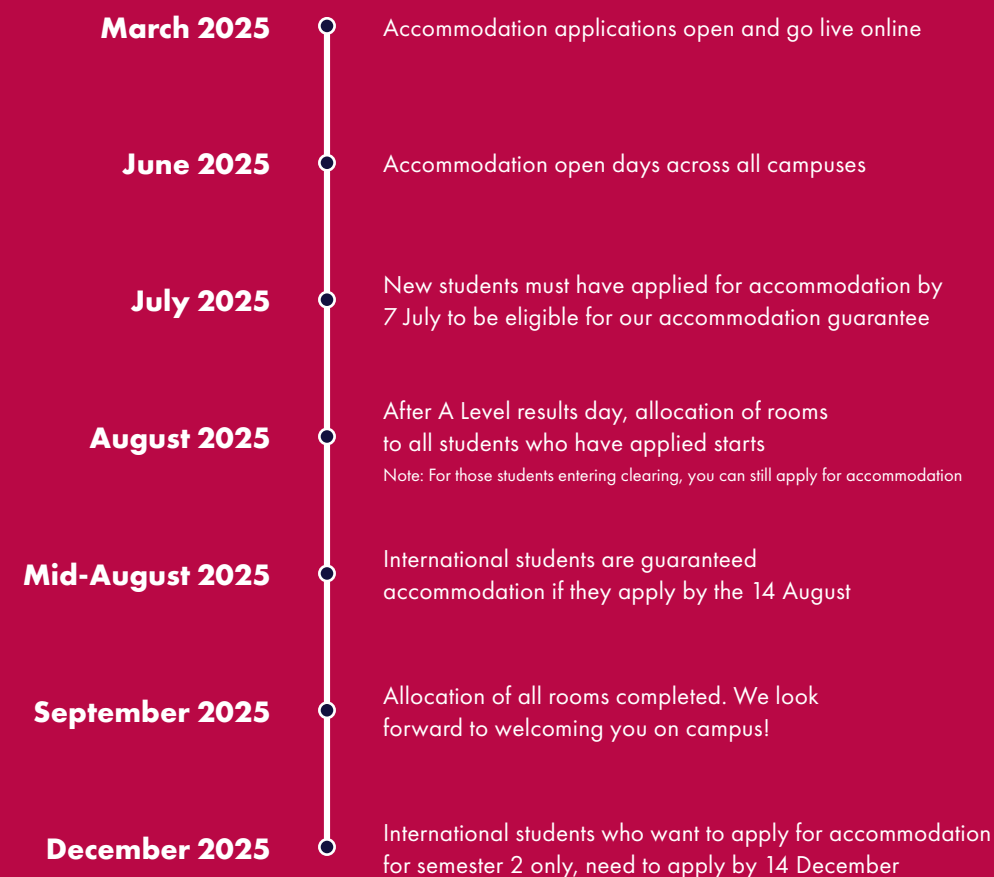 March 2025
Accommodation applications open and go live online
June 2025
Accommodation open days across all campuses
July 2025
New students must have applied for accommodation by
7 July to be eligible for our accommodation guarantee
August 2025
After A Level results day, allocation of rooms
to all students who have applied starts
Note: For those students entering clearing, you can still apply for accommodation
Mid-August 2025
International students are guaranteed
accommodation if they apply by the 14 August
September 2025
Allocation of all rooms completed. We look
forward to welcoming you on campus!
December 2025
International students who want to apply for accommodation
for semester 2 only, need to apply by 14 December